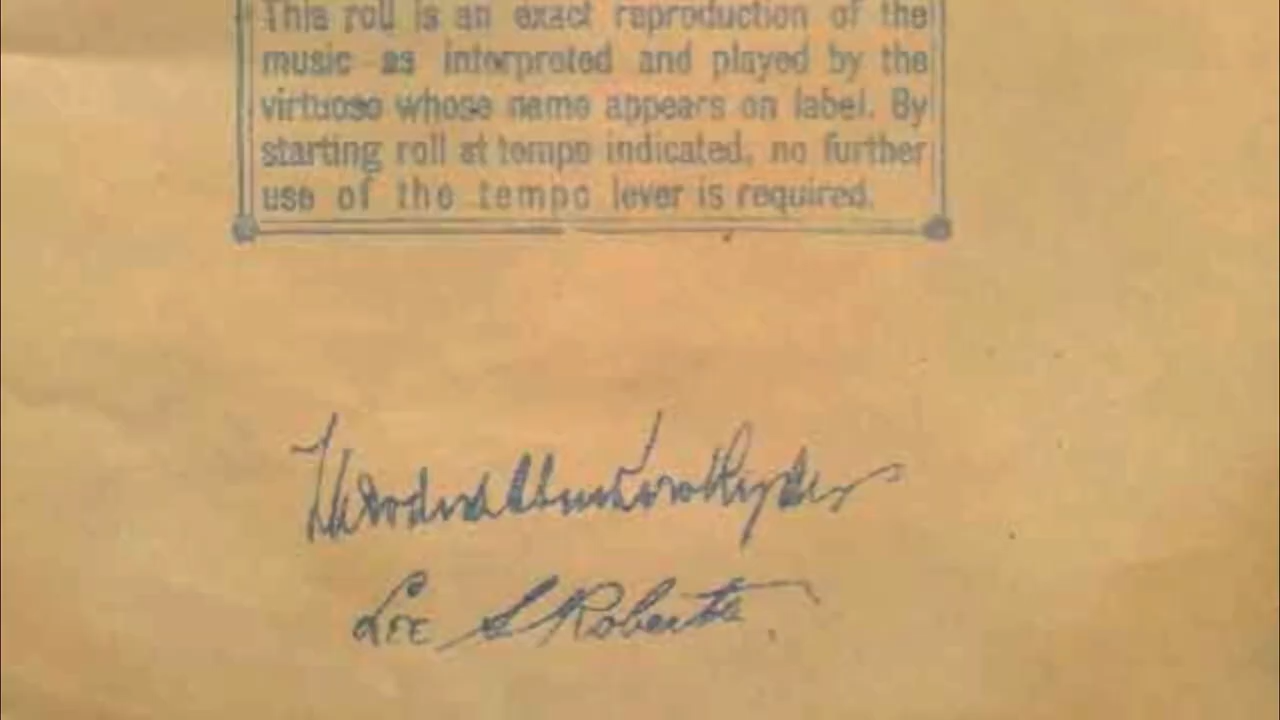 This roll is an exact reproduction of the
music as interpreted and played by the
virtuoso whose name appears on label. By
starting roll at tempo indicated, no further
use of the tempo lever is required.
Lee S Roberts